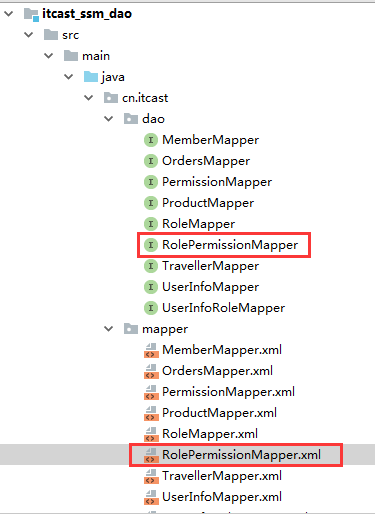 itcast_ssm_dao
src
main
java
cn.itcast
dao
MemberMapper
OrdersMapper
PermissionMapper
ProductMapper
RoleMapper
RolePermissionMapper
TravellerMapper
UserInfoMapper
UserInfoRoleMapper
mapper
MemberMapper.xml
OrdersMapper.xml
PermissionMapper.xml
ProductMapper.xml
RoleMapper.xml
RolePermissionMapper.xml
TravellerMapper.xml
UserInfoMapper.xml